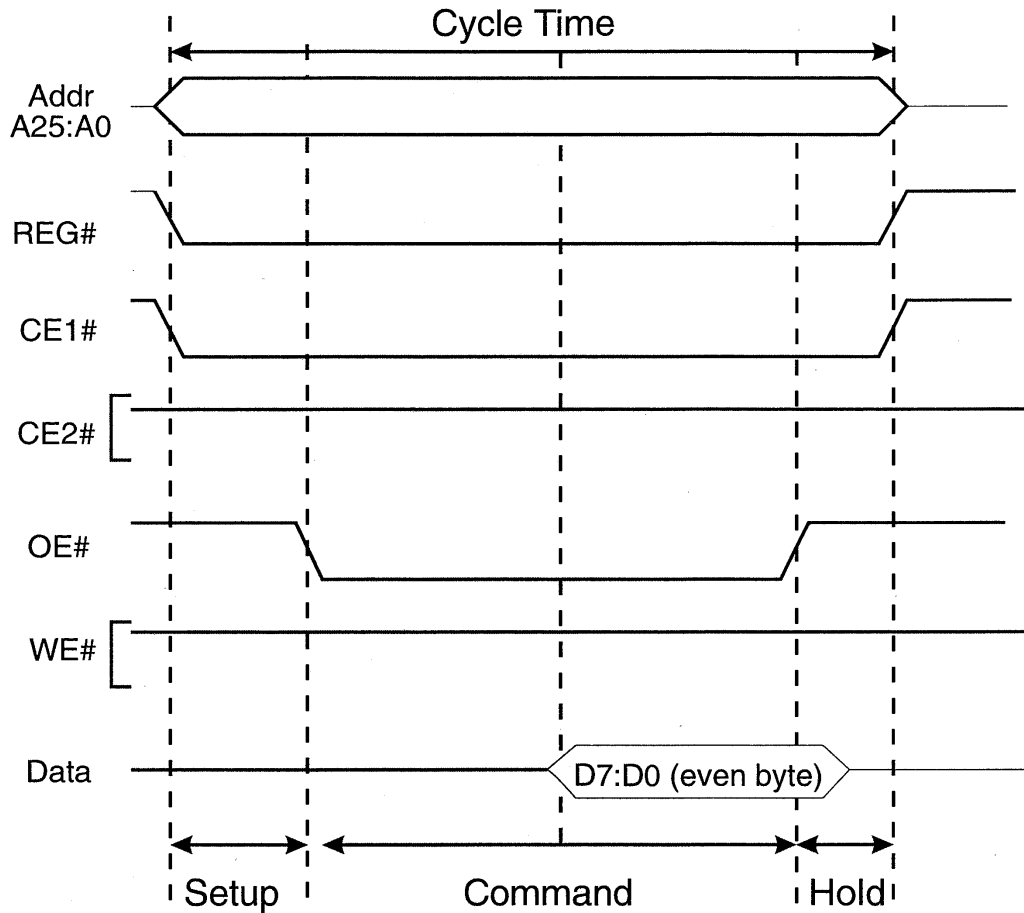 Cycle Time
Addr
A25:A0
REG#
CE1#
CE2#
OE#
WE#
Data
D7:D0 (even byte)
Setup
Command
Hold